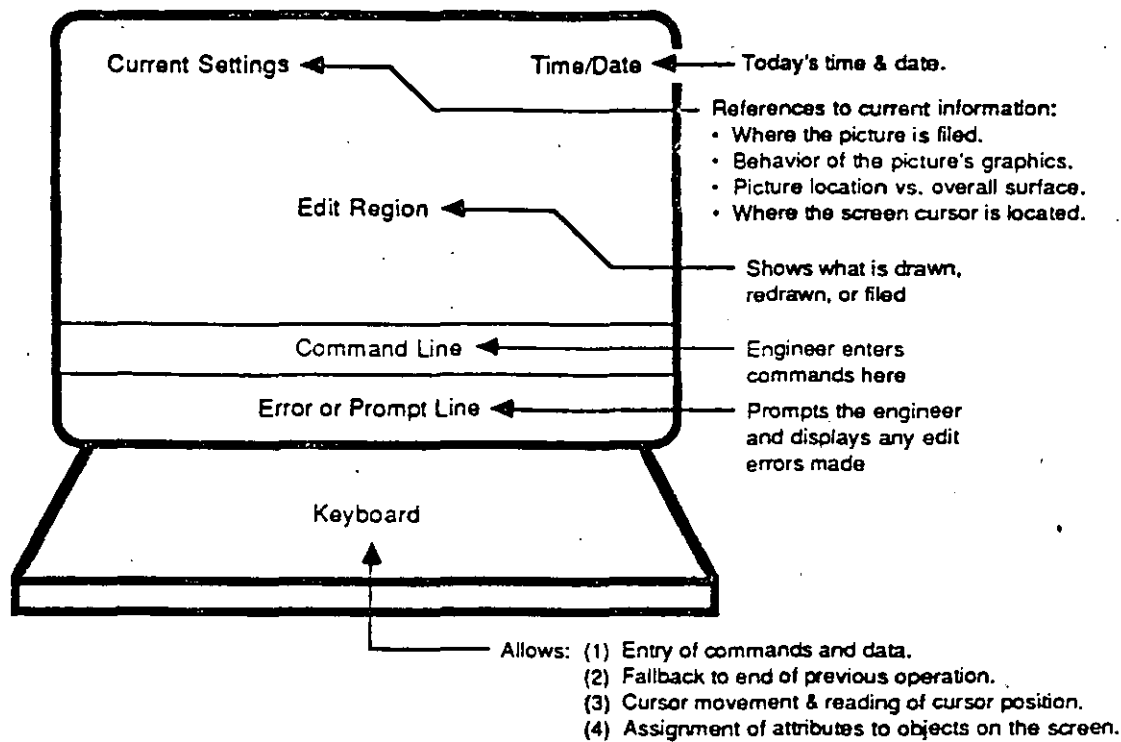 Current Settings
Time/Date
Today's time & date.
References to current information:
• Where the picture is filed.
• Behavior of the picture's graphics.
• Picture location vs. overall surface.
• Where the screen cursor is located.
Edit Region
Shows what is drawn,
redrawn, or filed
Command Line
Engineer enters
commands here
Error or Prompt Line
Prompts the engineer
and displays any edit
errors made
Keyboard
Allows: (1) Entry of commands and data.
(2) Fallback to end of previous operation.
(3) Cursor movement & reading of cursor position.
(4) Assignment of attributes to objects on the screen.